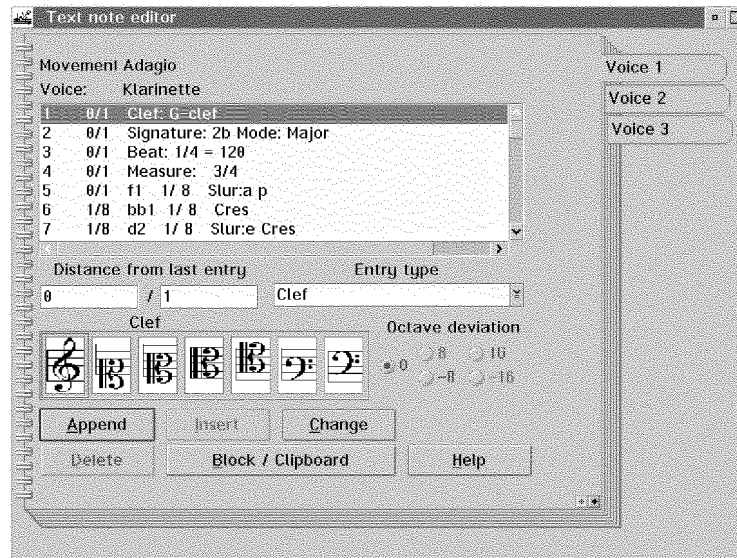 Text note editor
Movement Adagio
Voice: Klarinette
1 0/1 Clef: G-clef
2 0/1 Signature: 2b Mode: Major
3 0/1 Beat: 1/4 = 120
4 0/1 Measure: 3/4
5 0/1 f1 1/ 8 Slur:a p
6 1/8 bb1 1/ 8 Cres
7 1/8 d2 1/ 8 Slur:e Cres
Distance from last entry Entry type
0 / 1 Clef
Clef Octave deviation
0 8 16
-8 -16
Append Insert Change
Delete Block / Clipboard Help
Voice 1
Voice 2
Voice 3